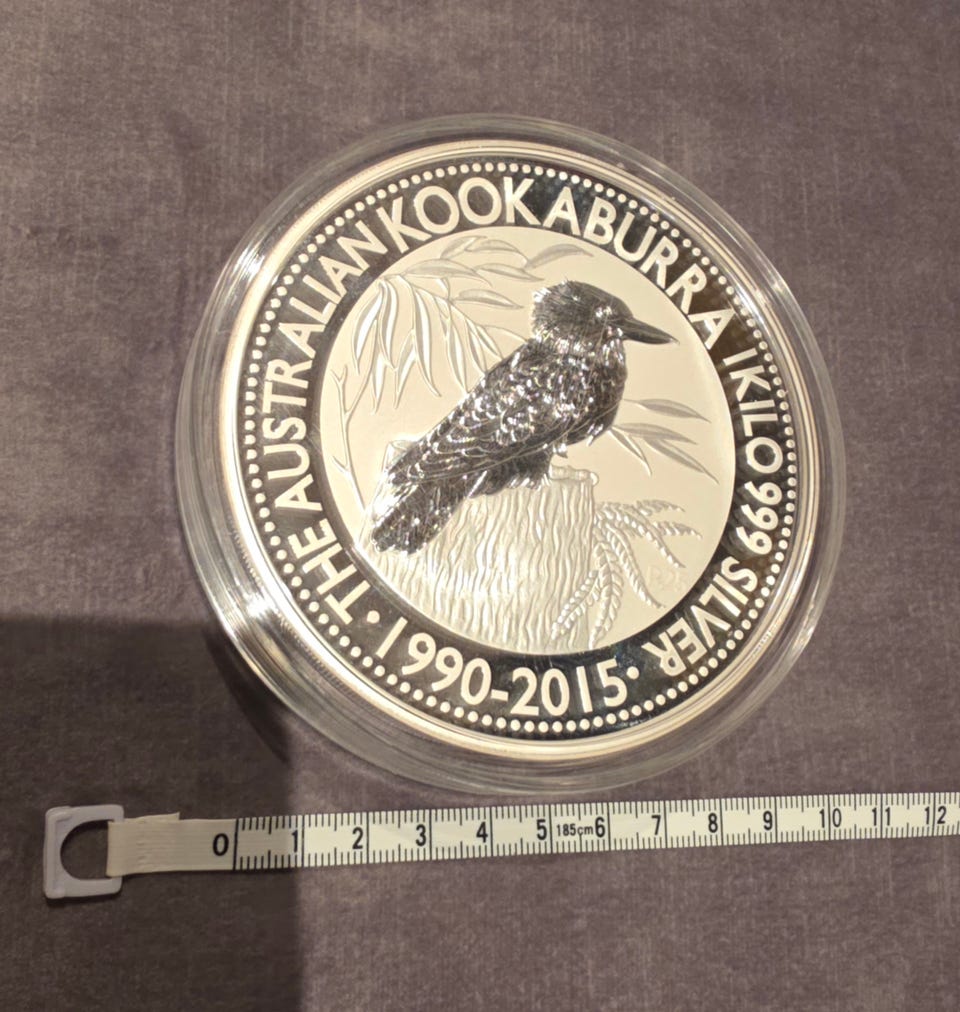 THE AUSTRALIAN KOOKABURRA 1 KILO 999 SILVER
· 1990-2015 ·
0 1 2 3 4 5 185cm 6 7 8 9 10 11 12